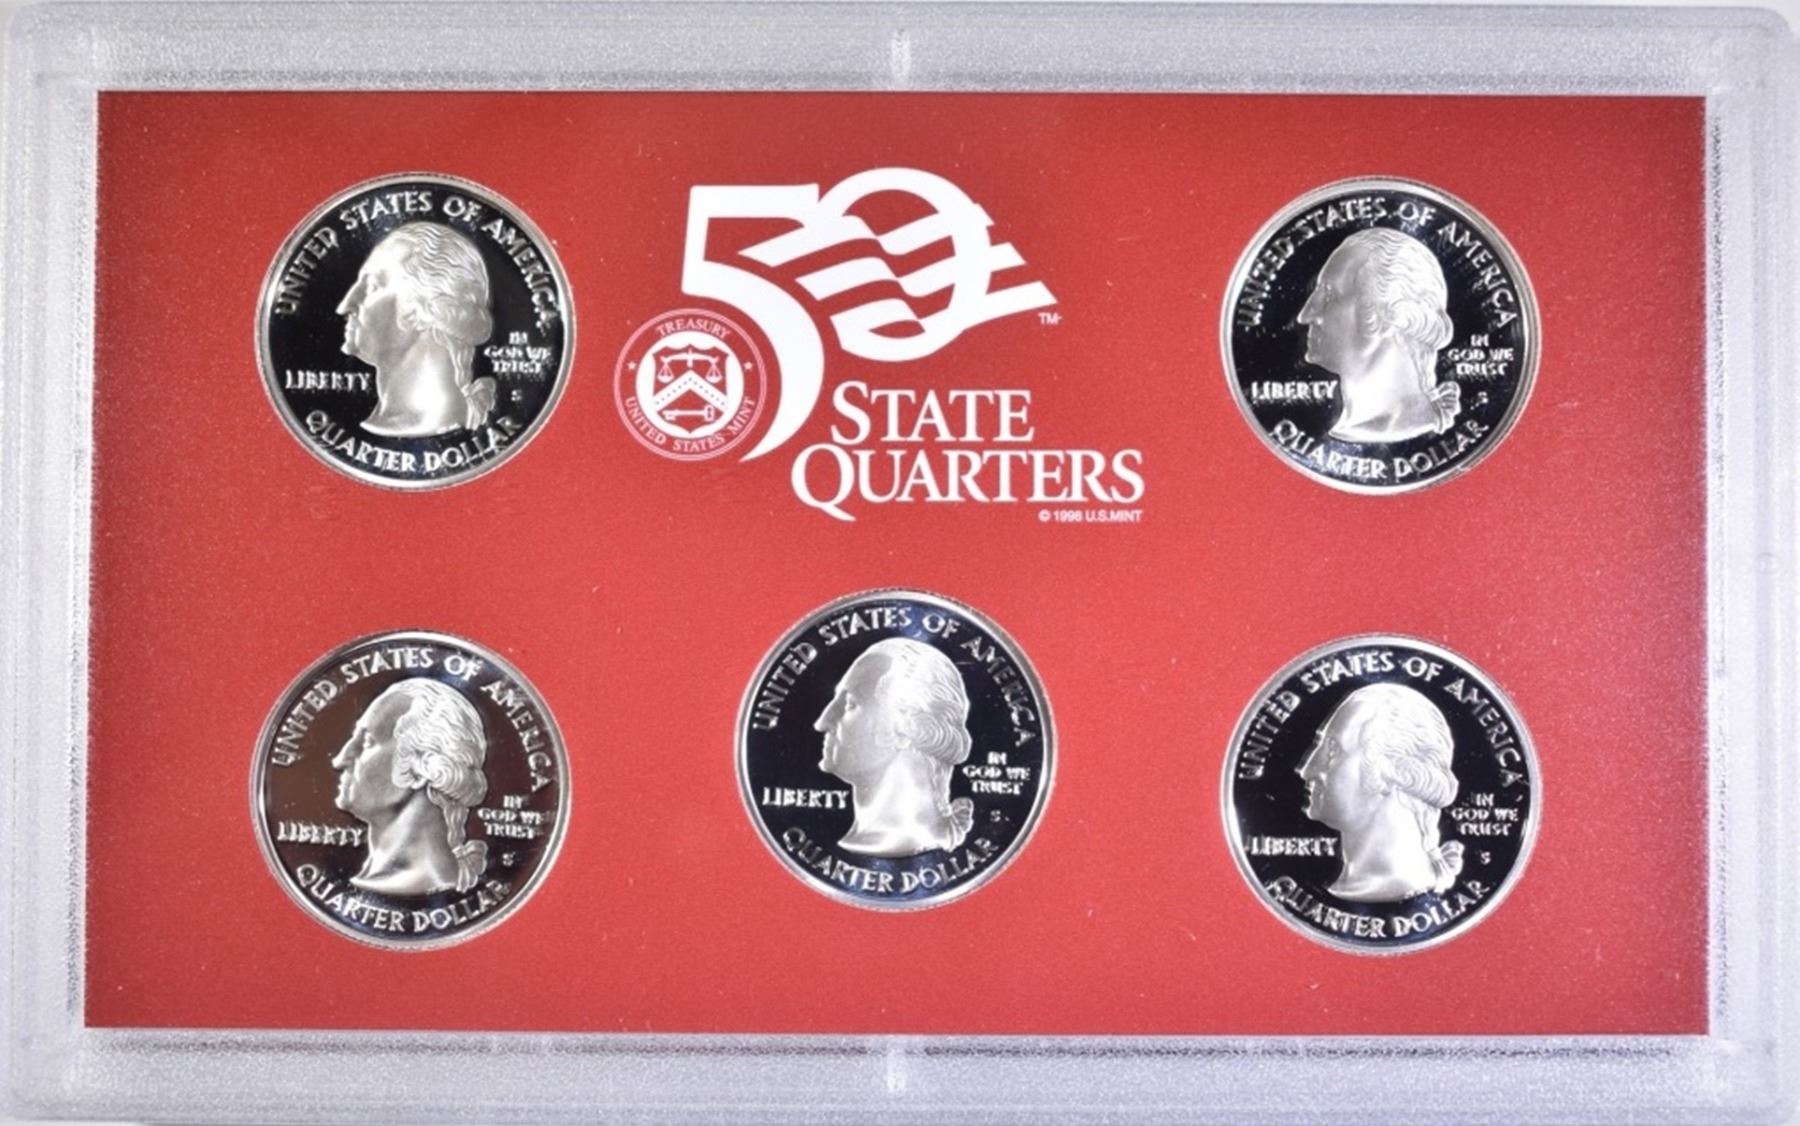 UNITED STATES OF AMERICA
LIBERTY
IN
GOD WE
TRUST
S
QUARTER DOLLAR
50
TM
TREASURY
UNITED STATES MINT
STATE
QUARTERS
© 1998 U.S.MINT
UNITED STATES OF AMERICA
LIBERTY
IN
GOD WE
TRUST
S
QUARTER DOLLAR
UNITED STATES OF AMERICA
LIBERTY
IN
GOD WE
TRUST
S
QUARTER DOLLAR
UNITED STATES OF AMERICA
LIBERTY
IN
GOD WE
TRUST
S
QUARTER DOLLAR
UNITED STATES OF AMERICA
LIBERTY
IN
GOD WE
TRUST
S
QUARTER DOLLAR